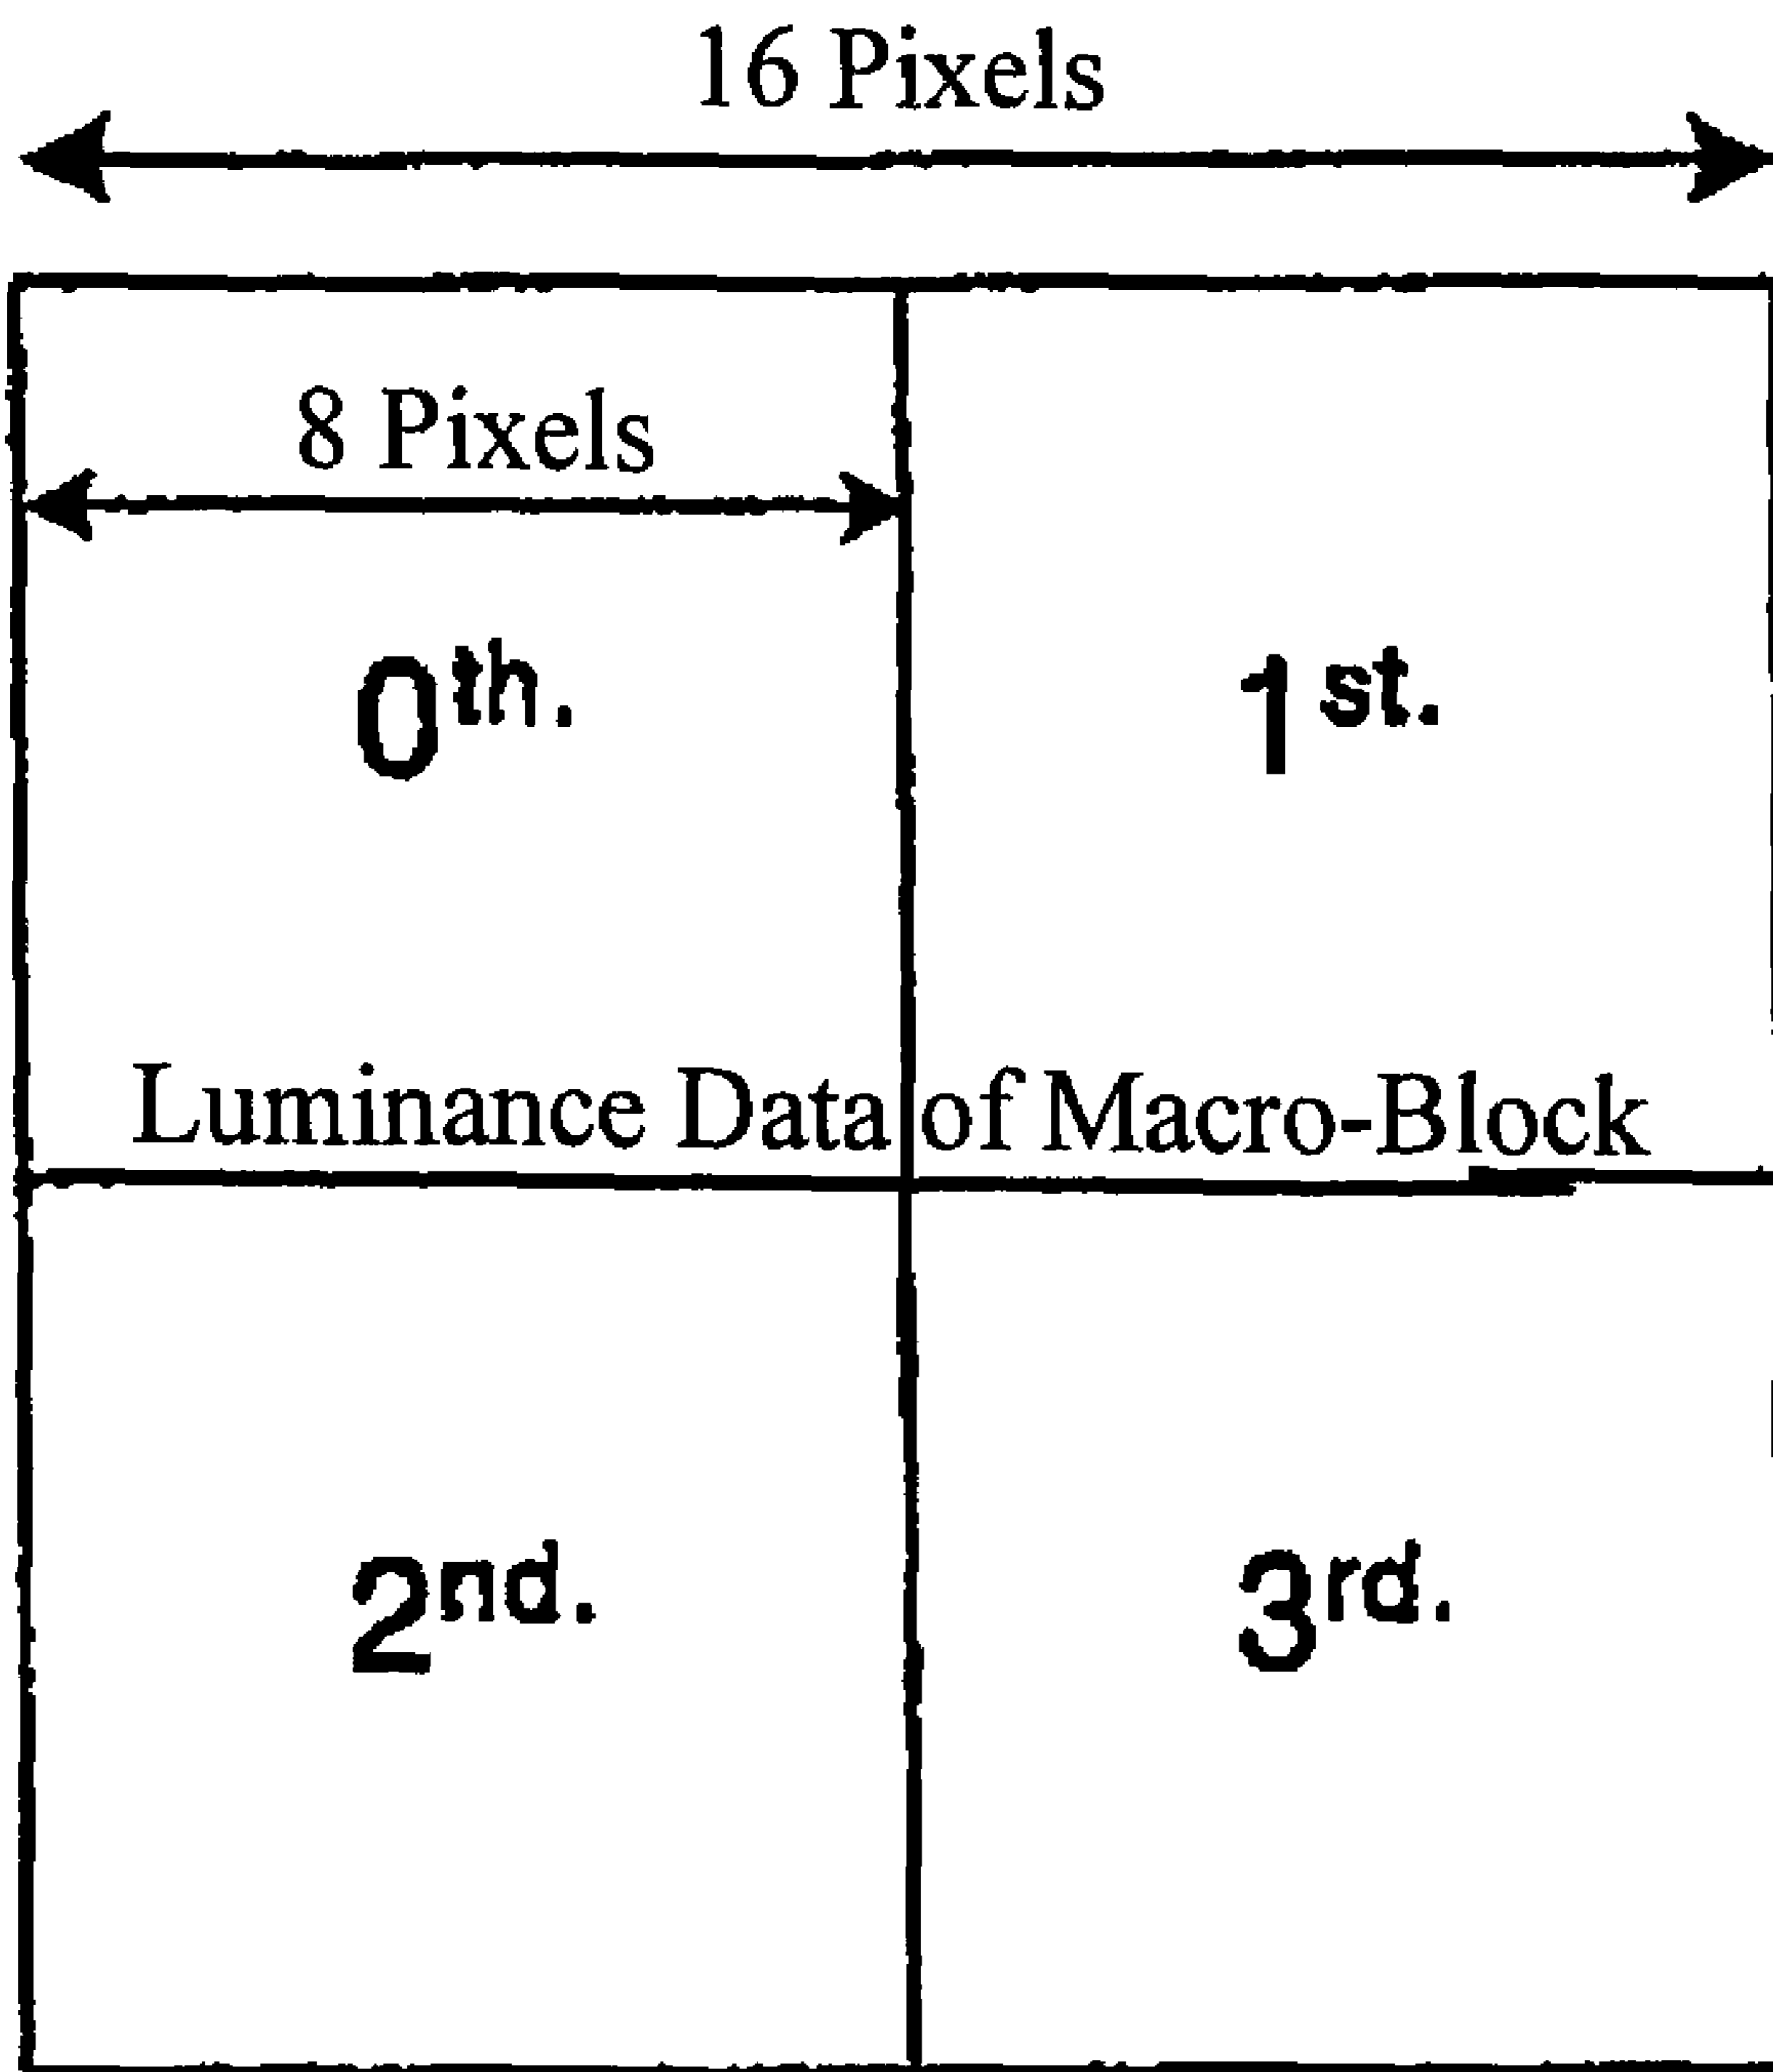 16 Pixels
8 Pixels
0th. 1st.
Luminance Data of Macro-Block
2nd. 3rd.